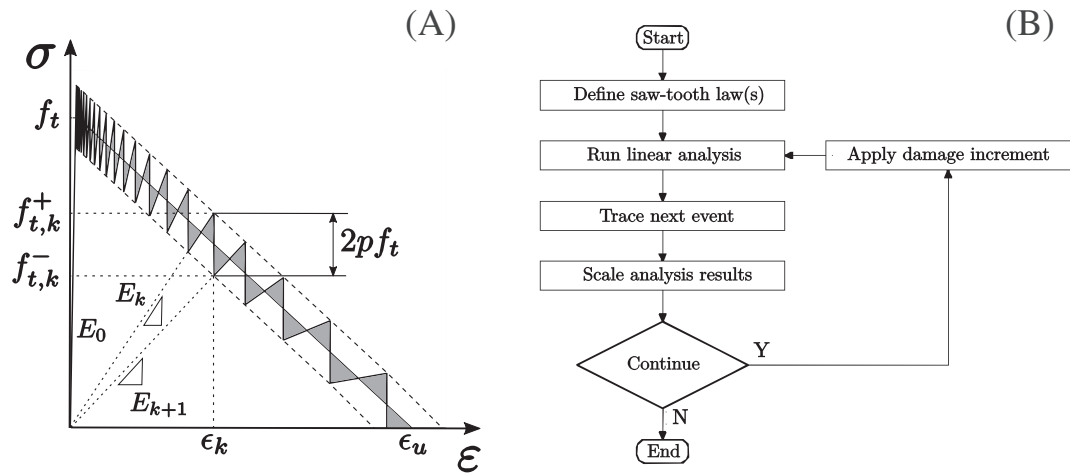 (A)
σ
f_t
f_{t,k}^+
f_{t,k}^-
2pf_t
E_k
E_0
E_{k+1}
ϵ_k
ϵ_u
ε
(B)
Start
Define saw-tooth law(s)
Run linear analysis
Apply damage increment
Trace next event
Scale analysis results
Continue
Y
N
End